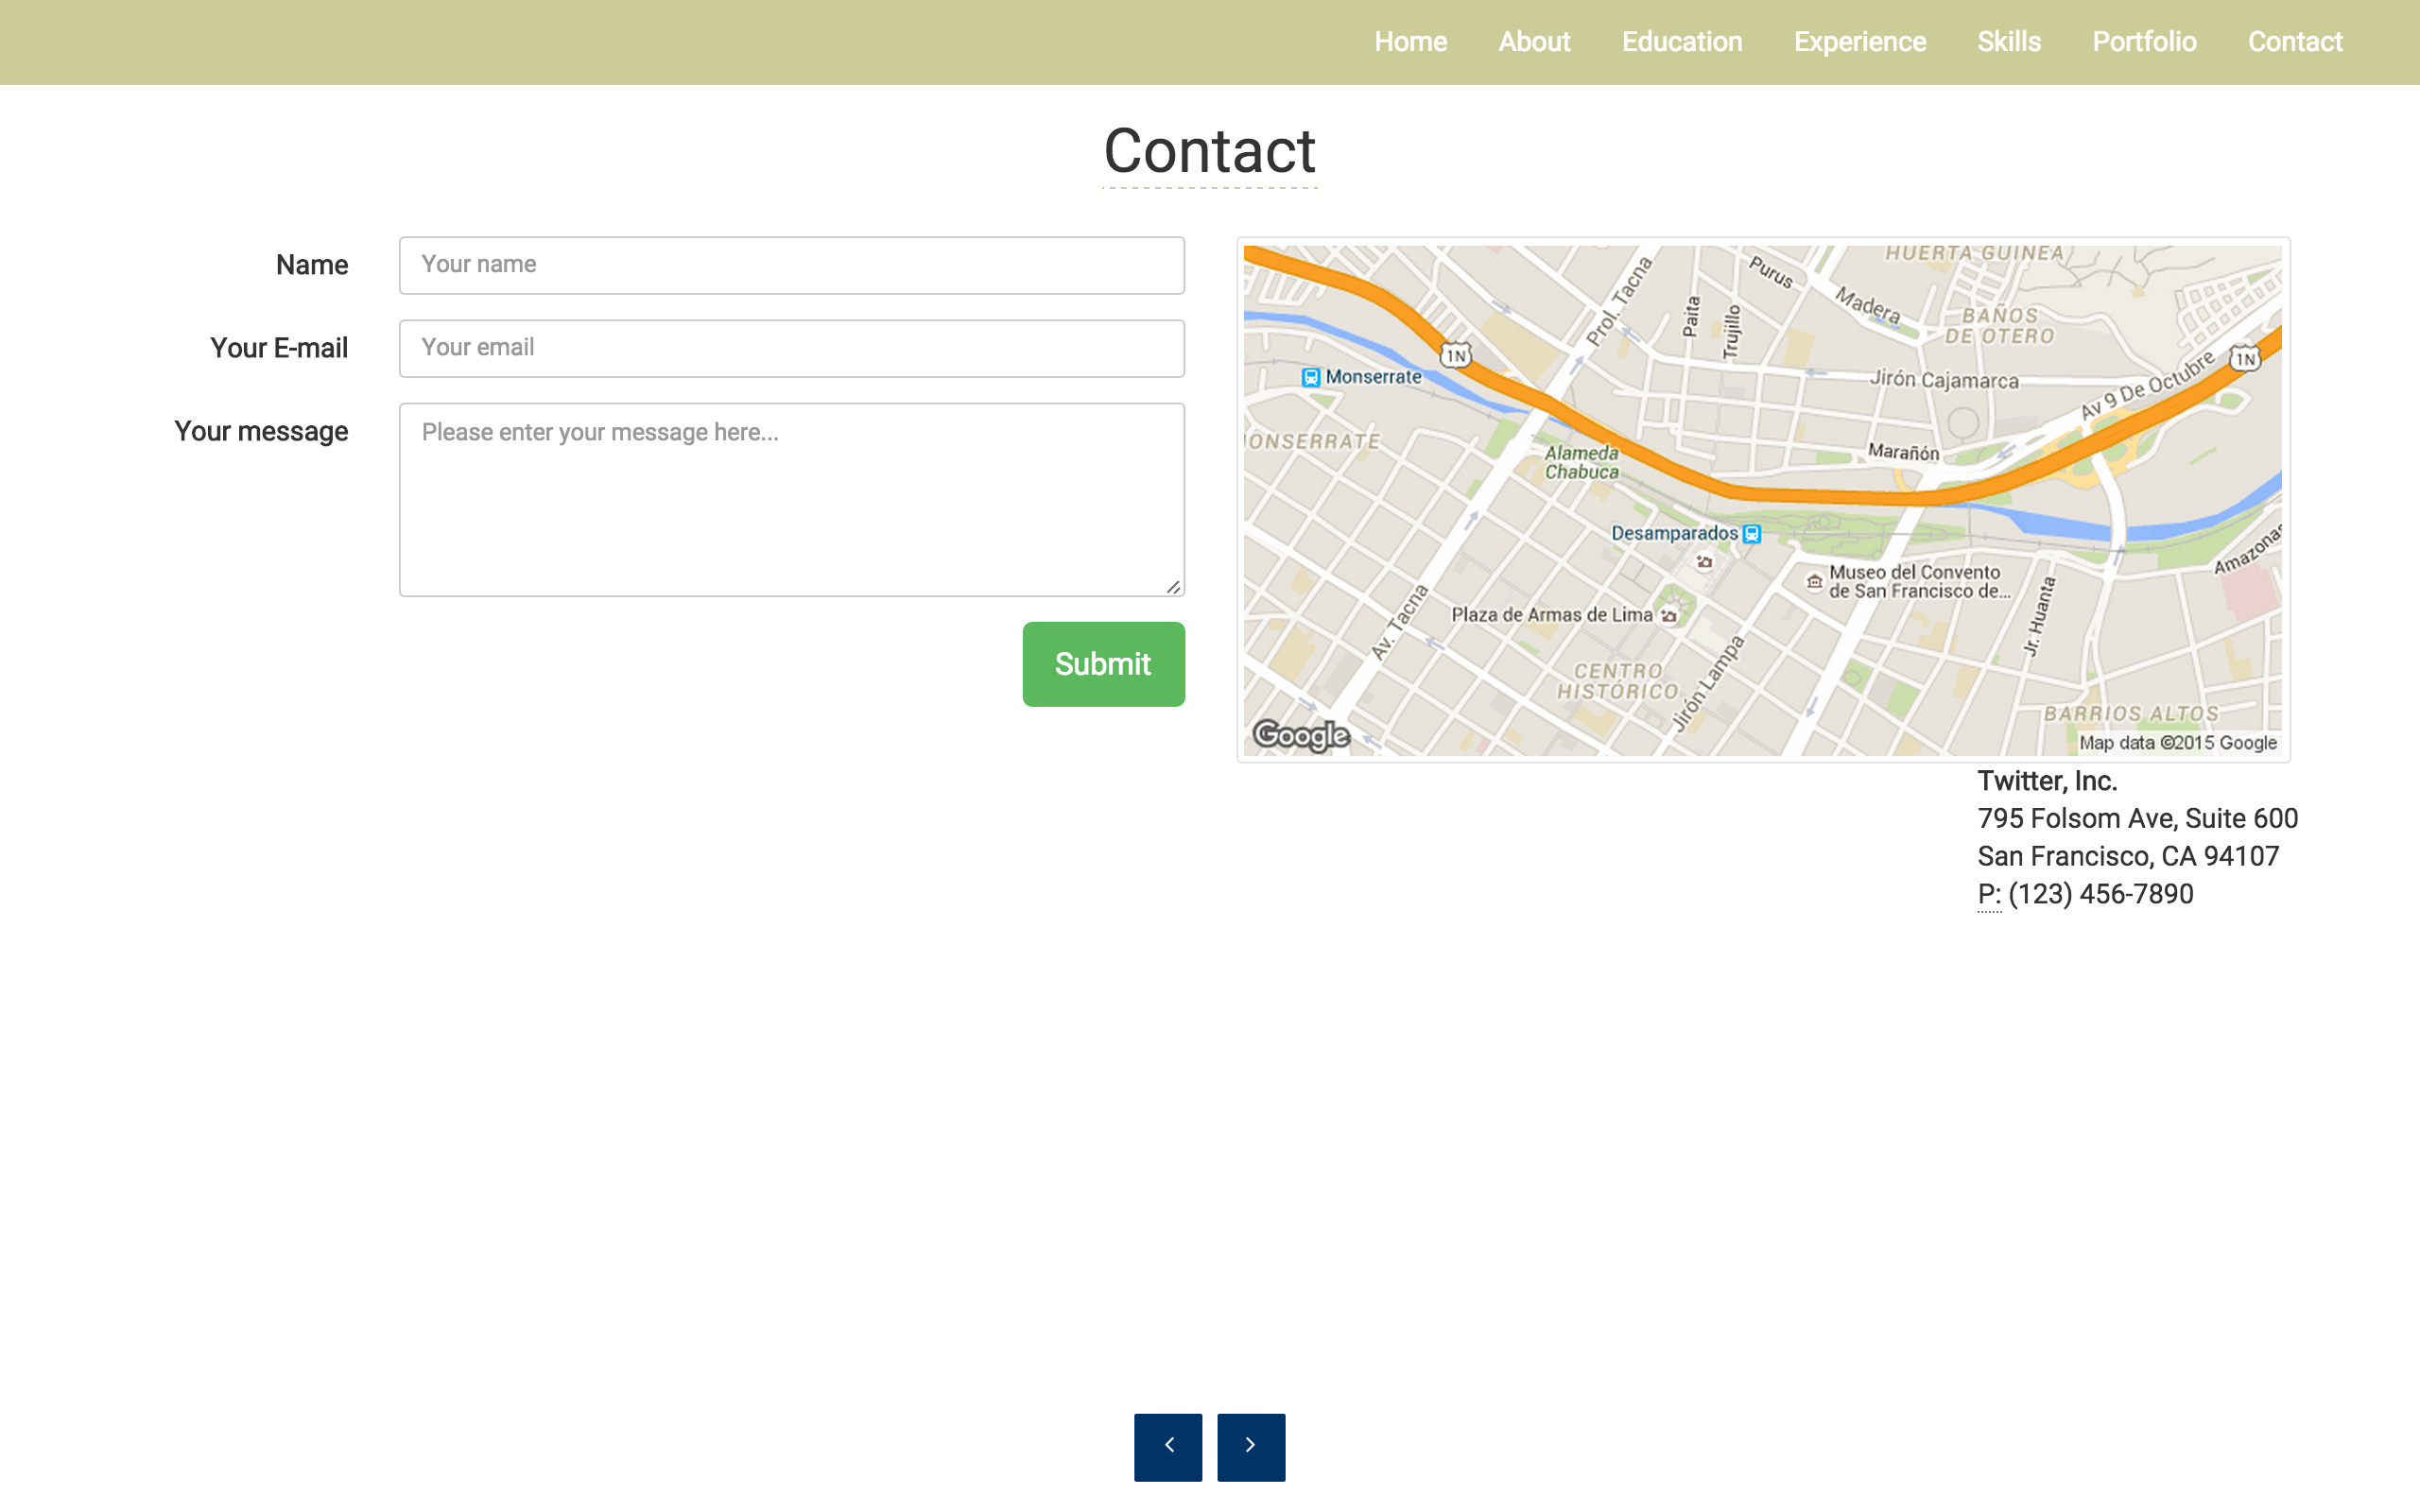 Home About Education Experience Skills Portfolio Contact
Contact
Name
Your name
Your E-mail
Your email
Your message
Please enter your message here...
Submit
HUERTA GUINEA
Purus
Prol. Tacna
Madera
Paita
Trujillo
BAÑOS
DE OTERO
1N
1N
Monserrate
Jirón Cajamarca
Av 9 De Octubre
ONSERRATE
Alameda
Chabuca
Marañón
Desamparados
Amazonas
Museo del Convento
de San Francisco de...
Av. Tacna
Plaza de Armas de Lima
Jr. Huanta
CENTRO
HISTÓRICO
Jirón Lampa
BARRIOS ALTOS
Google
Map data ©2015 Google
Twitter, Inc.
795 Folsom Ave, Suite 600
San Francisco, CA 94107
P: (123) 456-7890